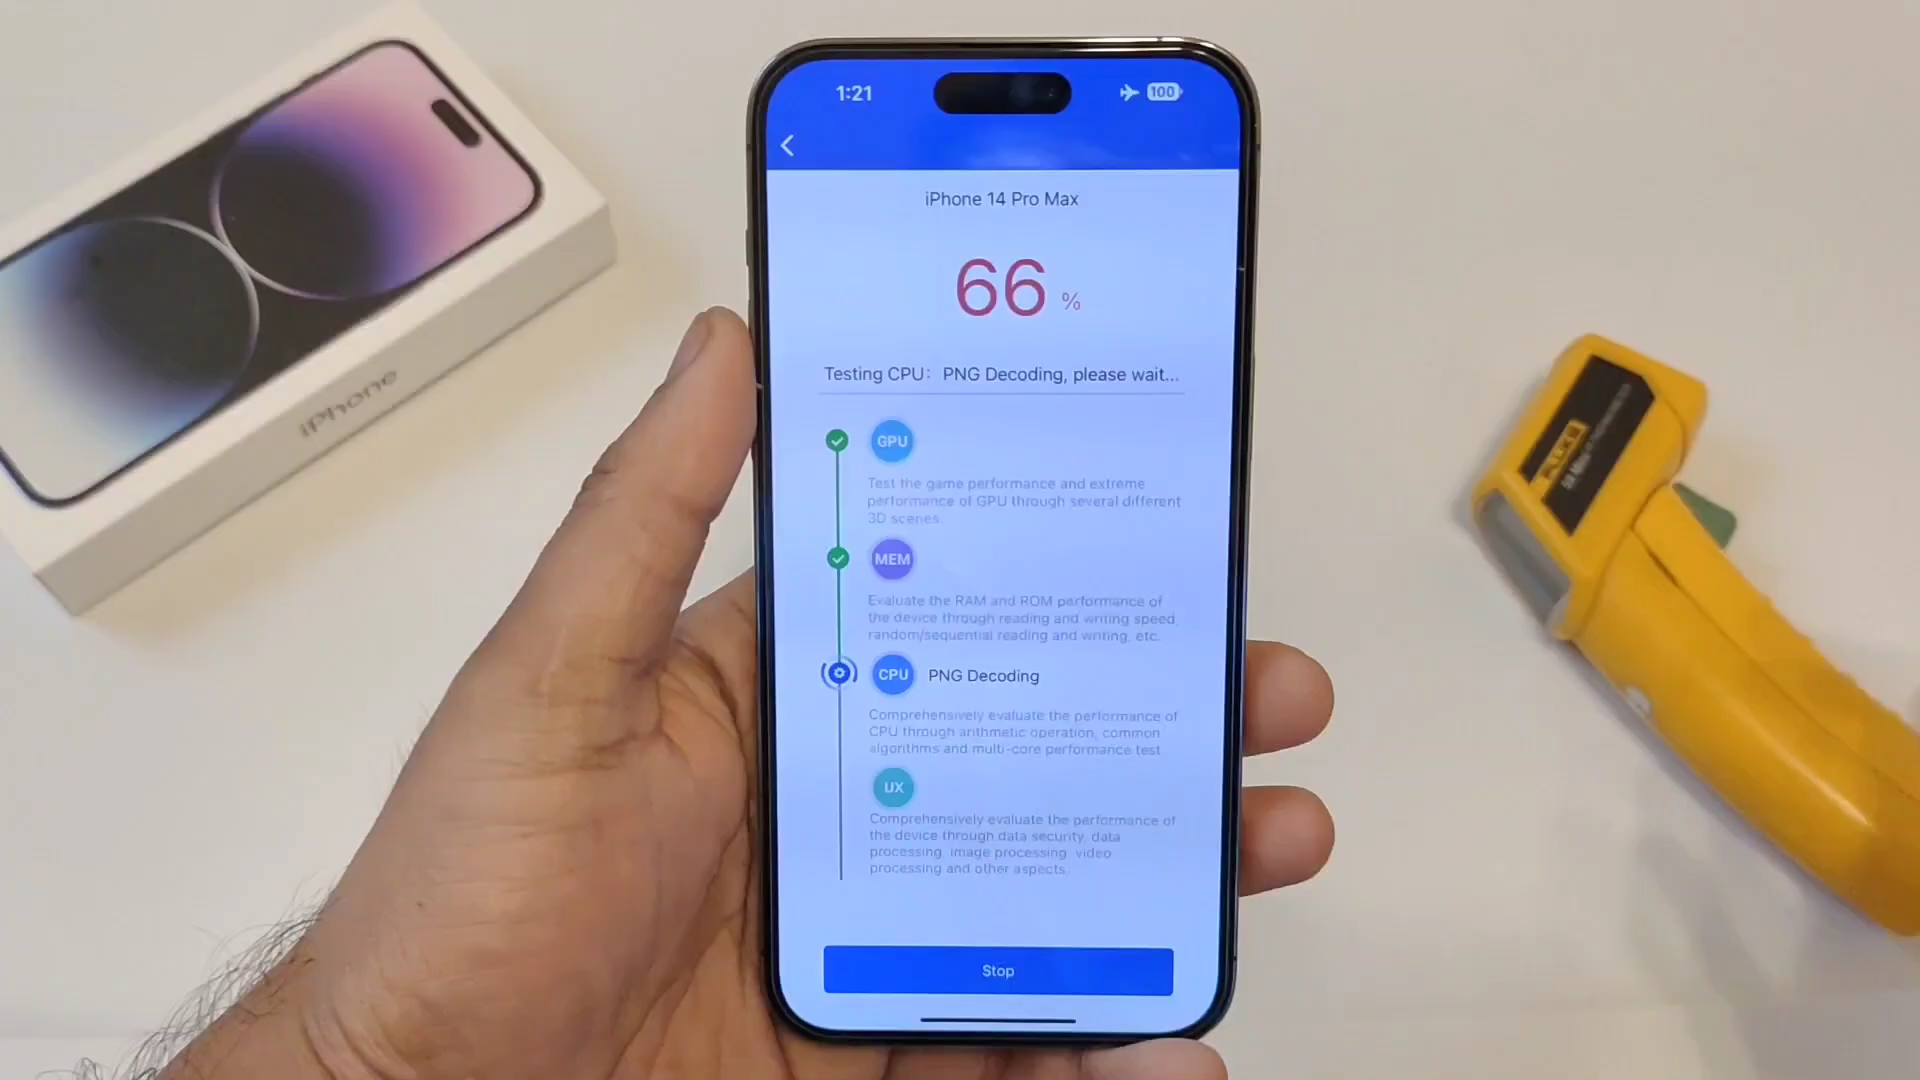 1:21
100
iPhone 14 Pro Max
66 %
Testing CPU: PNG Decoding, please wait...
GPU
Test the game performance and extreme
performance of GPU through several different
3D scenes.
MEM
Evaluate the RAM and ROM performance of
the device through reading and writing speed,
random/sequential reading and writing, etc.
CPU PNG Decoding
Comprehensively evaluate the performance of
CPU through arithmetic operation, common
algorithms and multi-core performance test
UX
Comprehensively evaluate the performance of
the device through data security, data
processing, image processing, video
processing and other aspects.
Stop
iPhone
FLUKE